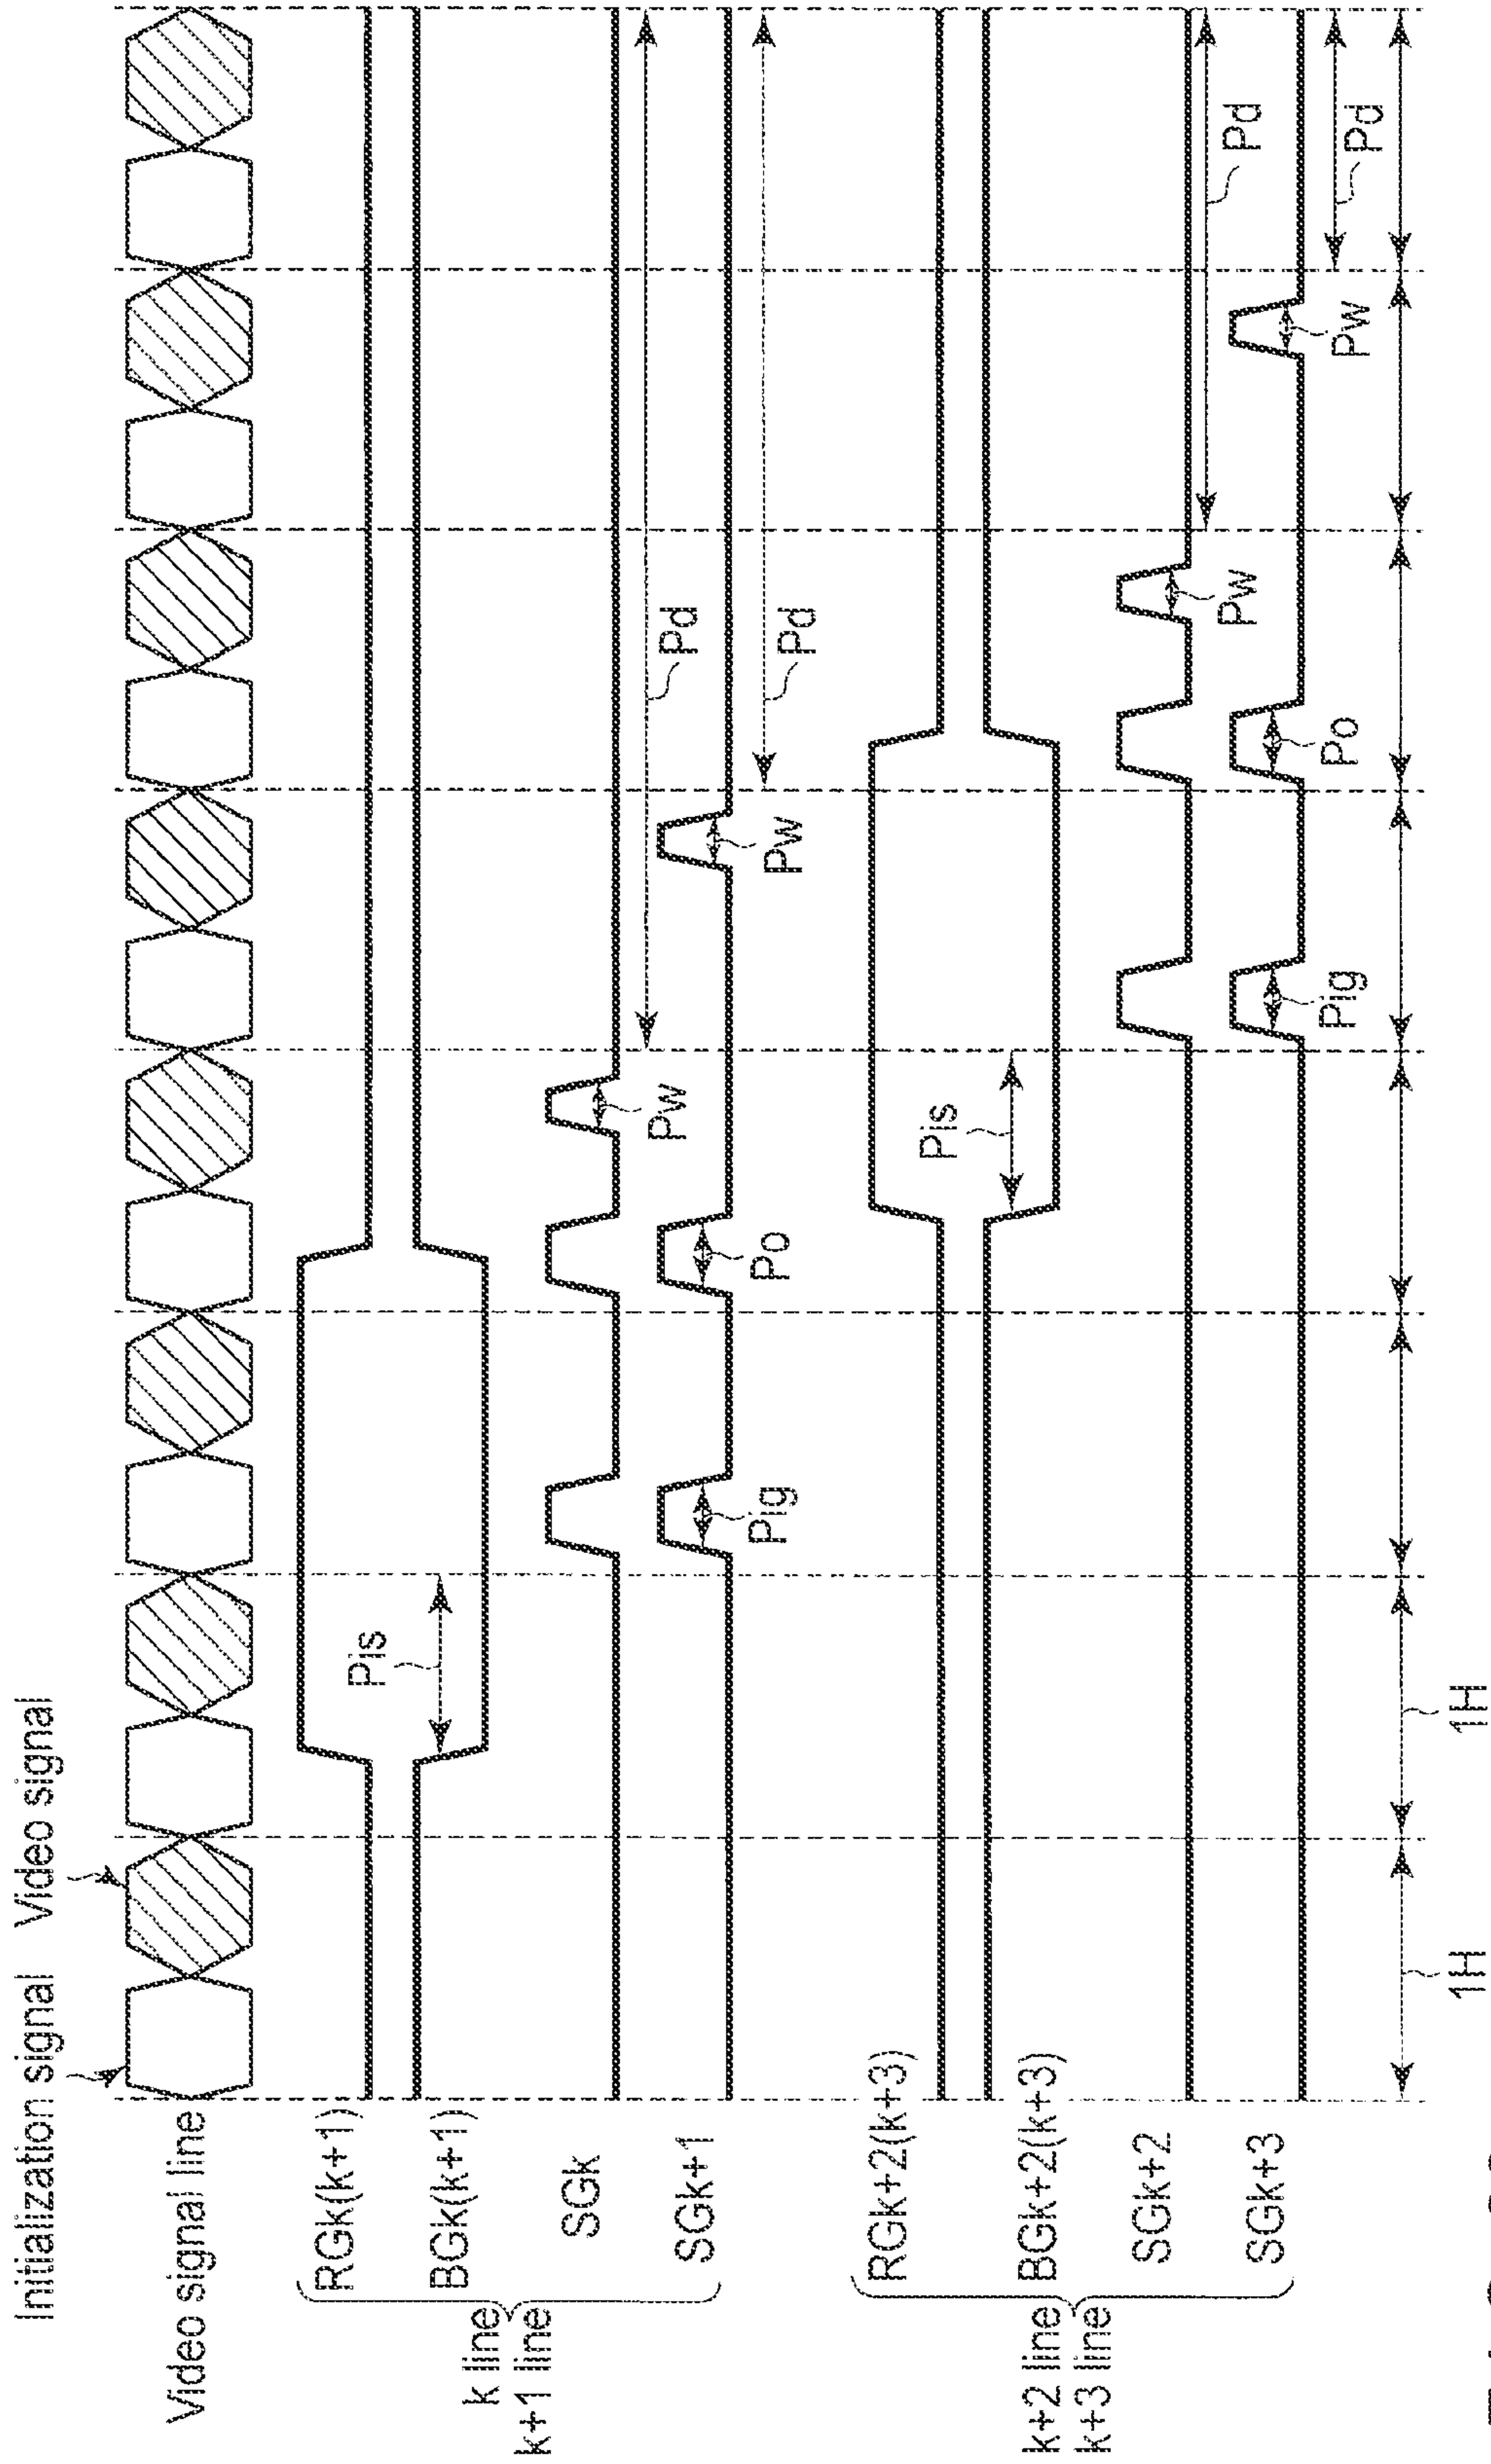 Initialization signal
Video signal
Video signal line
k line
k+1 line
RGk(k+1)
Pis
BGk(k+1)
SGk
Pw
Pd
SGk+1
Pig
Po
Pw
Pd
k+2 line
k+3 line
RGk+2(k+3)
Pis
BGk+2(k+3)
SGk+2
Pw
Pd
SGk+3
Pig
Po
Pw
Pd
1H
1H